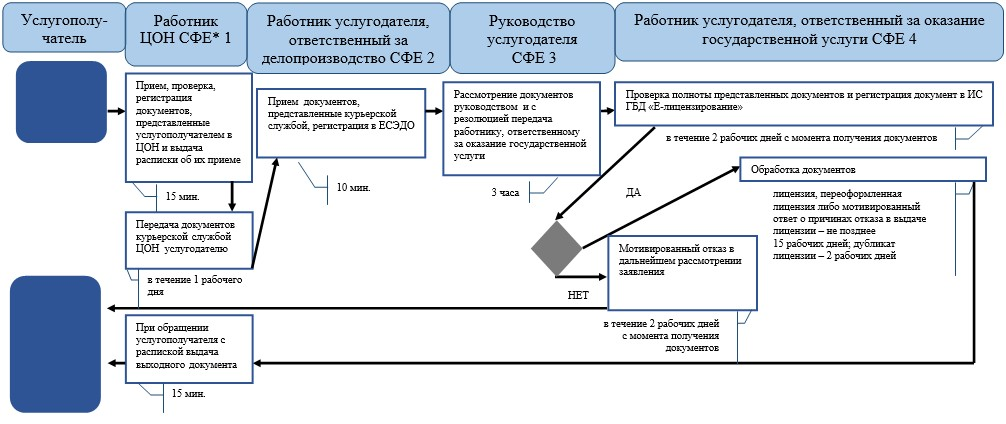 Услугополу-
чатель
Работник
ЦОН СФЕ* 1
Работник услугодателя,
ответственный за
делопроизводство СФЕ 2
Руководство
услугодателя
СФЕ 3
Работник услугодателя, ответственный за оказание
государственной услуги СФЕ 4
Прием, проверка,
регистрация
документов,
представленные
услугополучателем в
ЦОН и выдача
расписки об их приеме
15 мин.
Передача документов
курьерской службой
ЦОН услугодателю
в течение 1 рабочего
дня
Прием документов,
представленные курьерской
службой, регистрация в ЕСЭДО
10 мин.
Рассмотрение документов
руководством и с
резолюцией передача
работнику, ответственному
за оказание государственной
услуги
3 часа
Проверка полноты представленных документов и регистрация документ в ИС
ГБД «Е-лицензирование»
в течение 2 рабочих дней с момента получения документов
ДА
Обработка документов
лицензия, переоформленная
лицензия либо мотивированный
ответ о причинах отказа в выдаче
лицензии – не позднее
15 рабочих дней; дубликат
лицензии – 2 рабочих дней
НЕТ
Мотивированный отказ в
дальнейшем рассмотрении
заявления
в течение 2 рабочих дней
с момента получения
документов
При обращении
услугополучателя с
распиской выдача
выходного документа
15 мин.